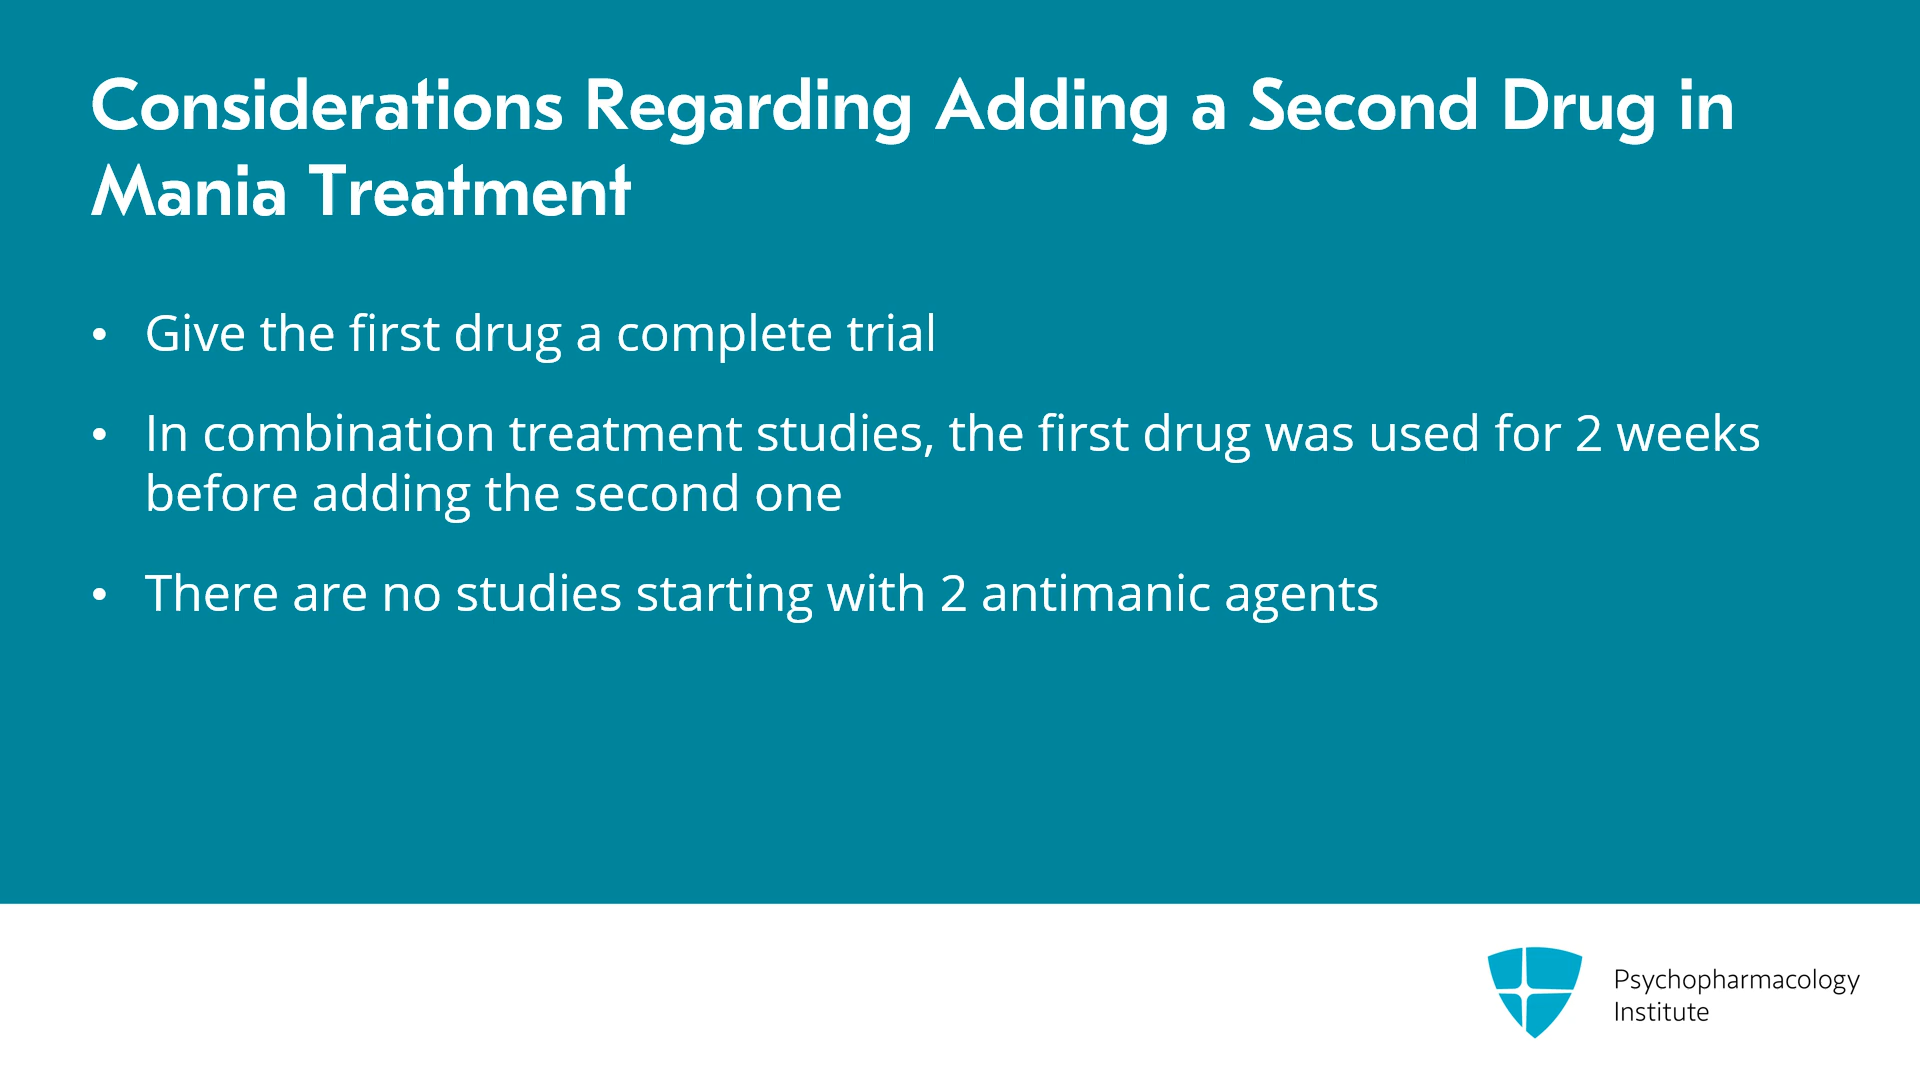 Considerations Regarding Adding a Second Drug in
Mania Treatment
• Give the first drug a complete trial
• In combination treatment studies, the first drug was used for 2 weeks
before adding the second one
• There are no studies starting with 2 antimanic agents
Psychopharmacology
Institute